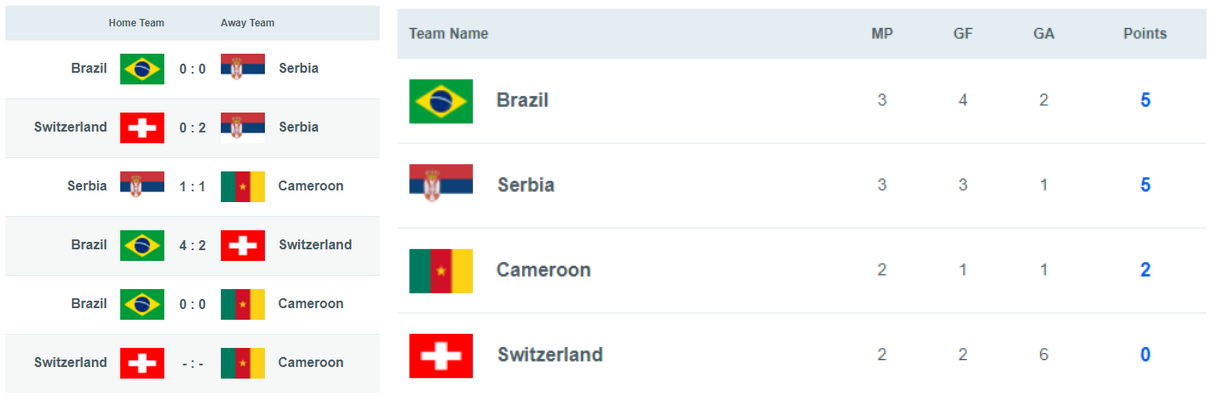 Home Team Away Team
Brazil 0 : 0 Serbia
Switzerland 0 : 2 Serbia
Serbia 1 : 1 Cameroon
Brazil 4 : 2 Switzerland
Brazil 0 : 0 Cameroon
Switzerland - : - Cameroon
Team Name MP GF GA Points
Brazil 3 4 2 5
Serbia 3 3 1 5
Cameroon 2 1 1 2
Switzerland 2 2 6 0